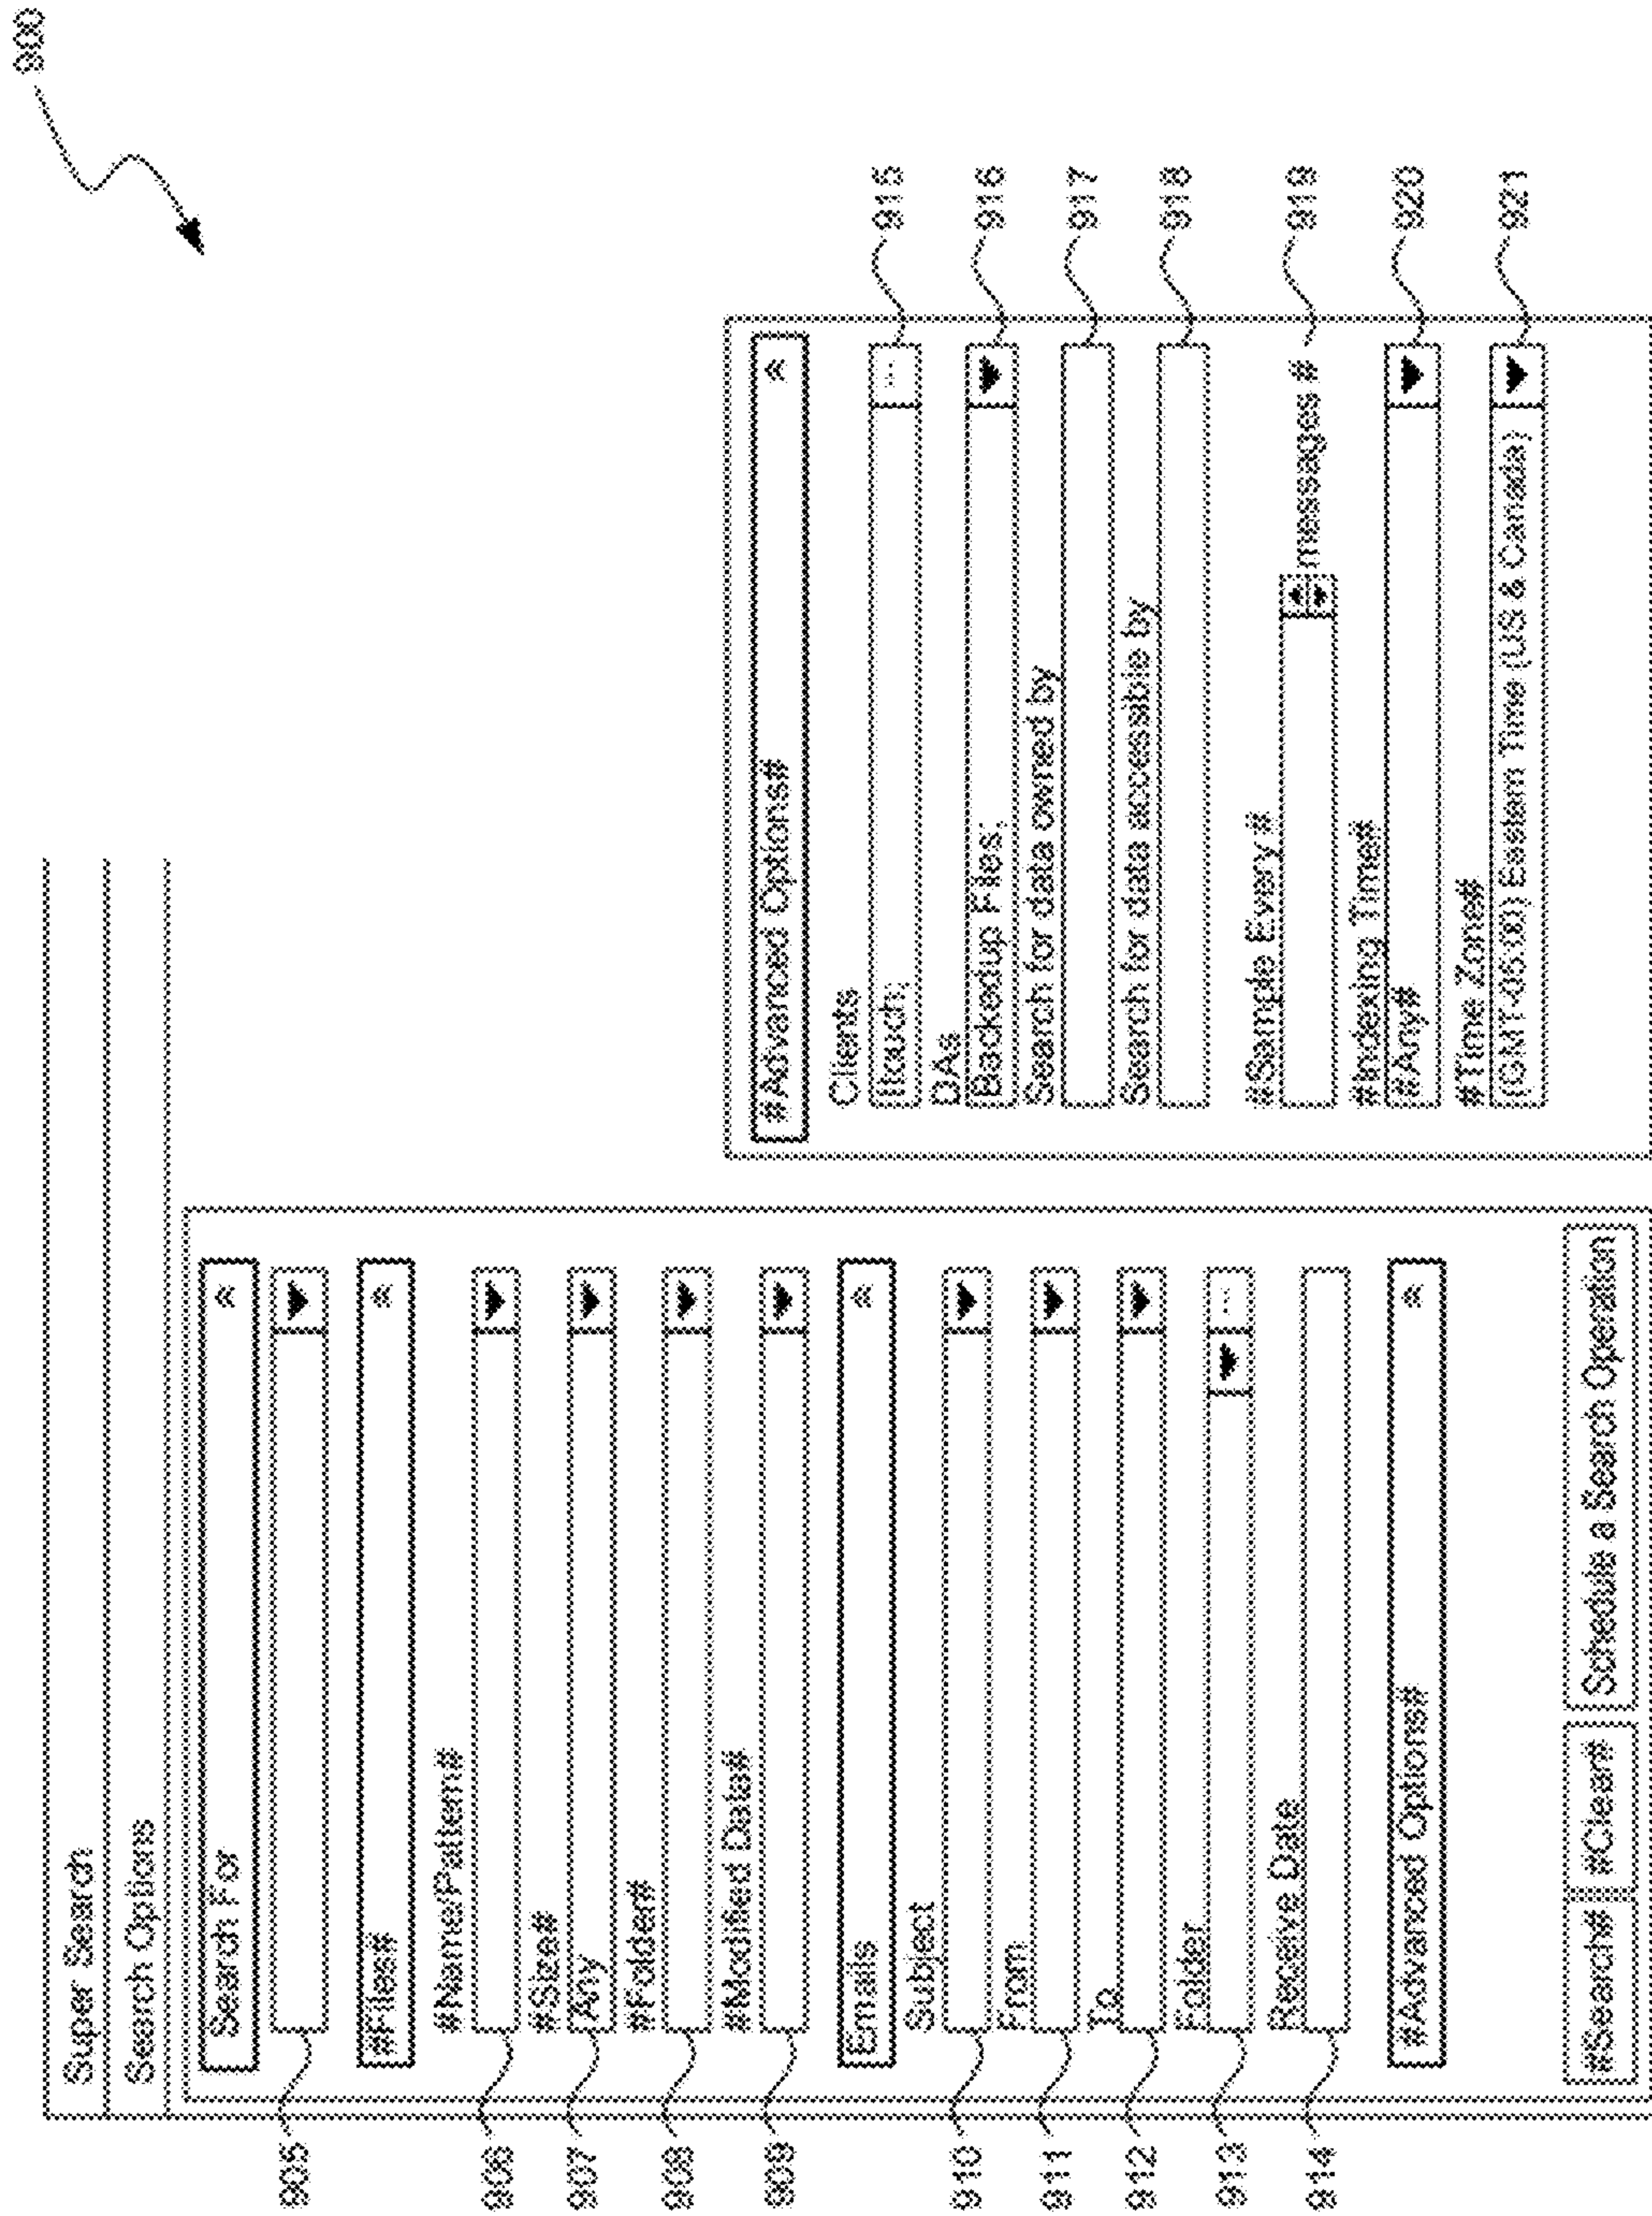 900
Super Search
Search Options
Search For
905
#Files#
#Name/Pattern#
906
#Size#
907
Any
#Folder#
908
#Modified Date#
909
Emails
Subject
910
From
911
To
912
Folder
913
...
Receive Date
914
#Advanced Options#
#Search#
#Clear#
Schedule a Search Operation
#Advanced Options#
Clients
... 915
DAs
Backedup Files; 916
Search for data owned by
917
Search for data accessible by
918
#Sample Every #
messages # 919
#Indexing Time#
#Any# 920
#Time Zone#
(GMT-05:00) Eastern Time (US & Canada) 921